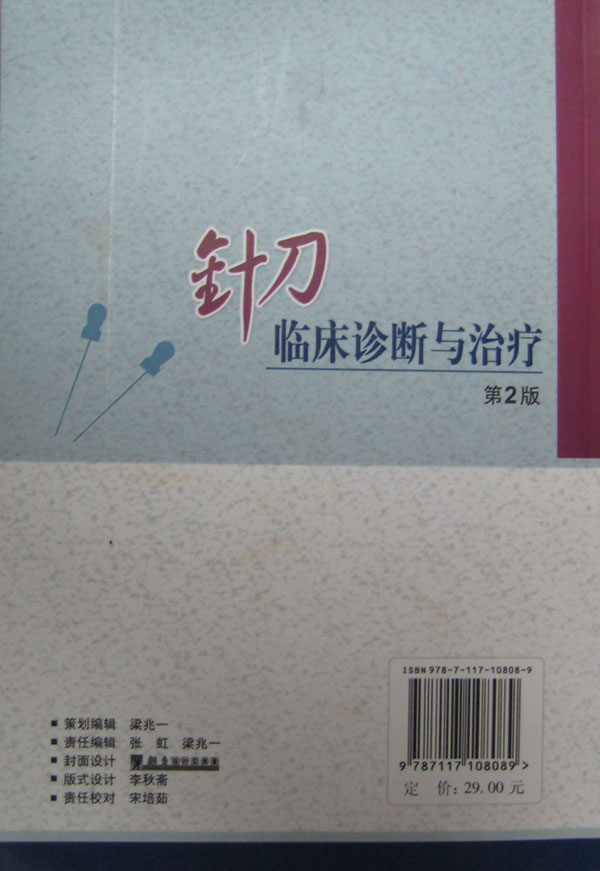 针刀
临床诊断与治疗
第2版
ISBN 978-7-117-10808-9
9 787117 108089 >
定 价: 29.00 元
■ 策划编辑 梁兆一
■ 责任编辑 张 虹 梁兆一
■ 封面设计
■ 版式设计 李秋斋
■ 责任校对 宋培茹